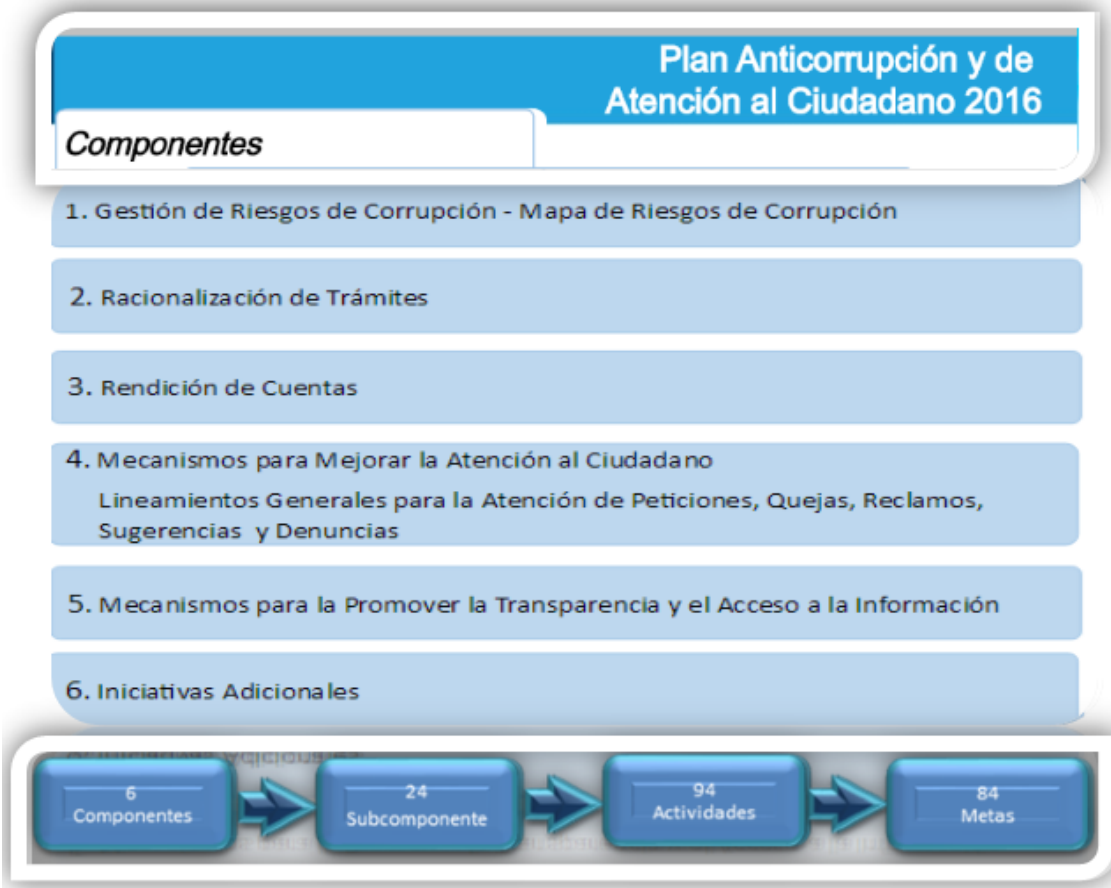 Plan Anticorrupción y de
Atención al Ciudadano 2016
Componentes
1. Gestión de Riesgos de Corrupción - Mapa de Riesgos de Corrupción
2. Racionalización de Trámites
3. Rendición de Cuentas
4. Mecanismos para Mejorar la Atención al Ciudadano
Lineamientos Generales para la Atención de Peticiones, Quejas, Reclamos,
Sugerencias y Denuncias
5. Mecanismos para la Promover la Transparencia y el Acceso a la Información
6. Iniciativas Adicionales
6
Componentes
24
Subcomponente
94
Actividades
84
Metas